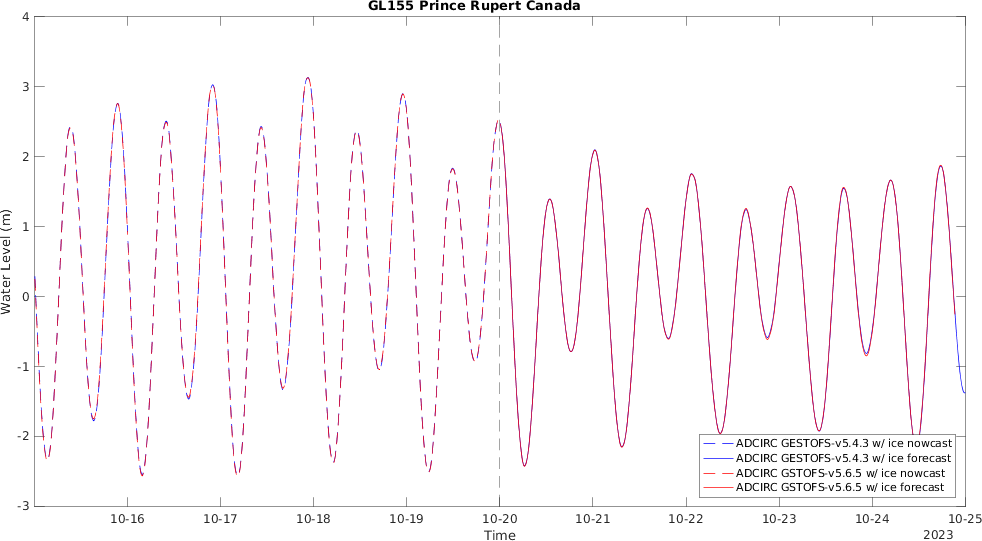 GL155 Prince Rupert Canada
4
3
2
1
0
-1
-2
-3
Water Level (m)
ADCIRC GESTOFS-v5.4.3 w/ ice nowcast
ADCIRC GESTOFS-v5.4.3 w/ ice forecast
ADCIRC GSTOFS-v5.6.5 w/ ice nowcast
ADCIRC GSTOFS-v5.6.5 w/ ice forecast
10-16 10-17 10-18 10-19 10-20 10-21 10-22 10-23 10-24 10-25
Time
2023